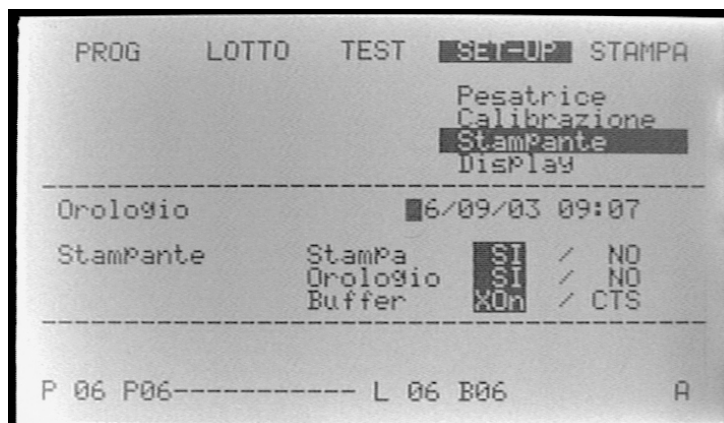 PROG LOTTO TEST SET-UP STAMPA
Pesatrice
Calibrazione
Stampante
Display
Orologio 6/09/03 09:07
Stampante Stampa SI / NO
Orologio SI / NO
Buffer XOn / CTS
P 06 P06------------ L 06 B06 A